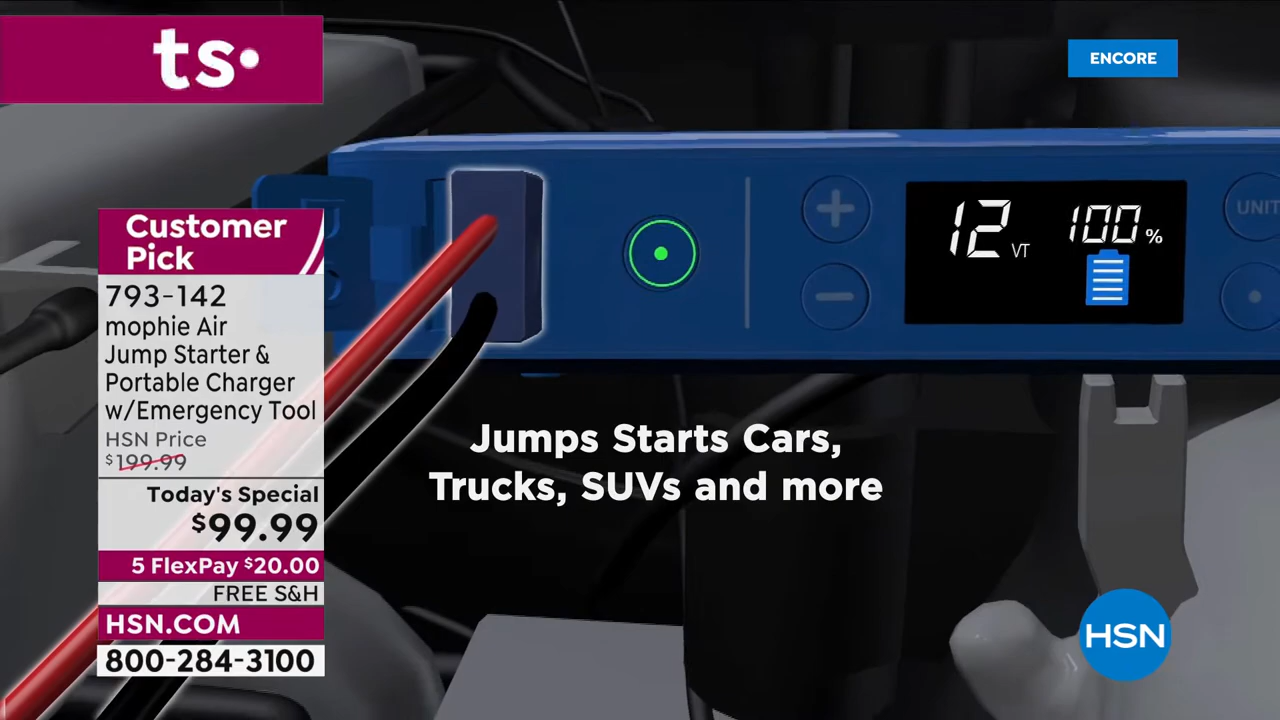 ts.
ENCORE
Customer
Pick
793-142
mophie Air
Jump Starter &
Portable Charger
w/Emergency Tool
HSN Price
$199.99
Today's Special
$99.99
5 FlexPay $20.00
FREE S&H
HSN.COM
800-284-3100
+
−
12 VT
100 %
UNIT
Jumps Starts Cars,
Trucks, SUVs and more
HSN